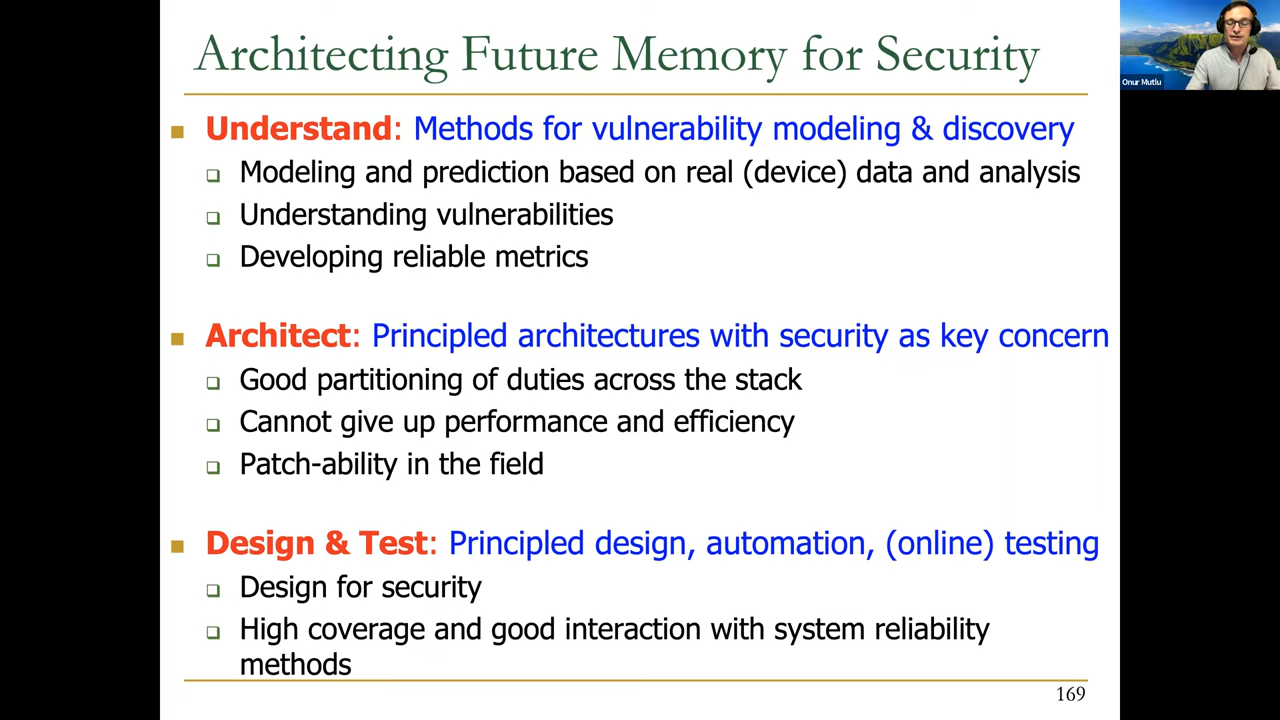 Architecting Future Memory for Security
Understand: Methods for vulnerability modeling & discovery
Modeling and prediction based on real (device) data and analysis
Understanding vulnerabilities
Developing reliable metrics
Architect: Principled architectures with security as key concern
Good partitioning of duties across the stack
Cannot give up performance and efficiency
Patch-ability in the field
Design & Test: Principled design, automation, (online) testing
Design for security
High coverage and good interaction with system reliability
methods
169
Onur Mutlu